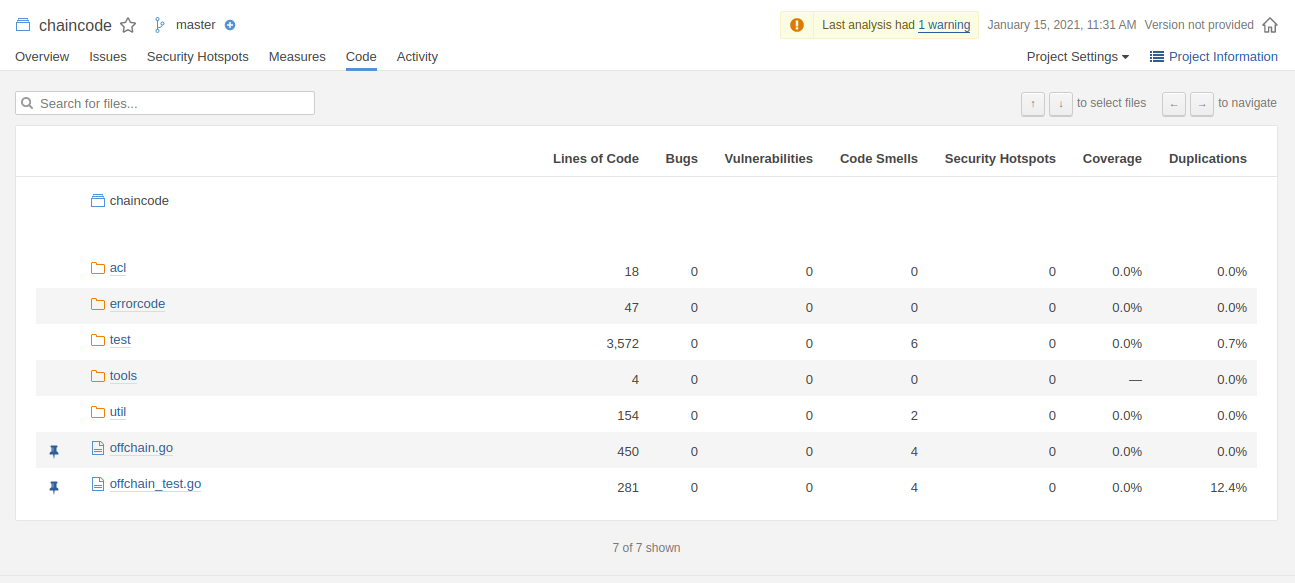 chaincode master Last analysis had 1 warning January 15, 2021, 11:31 AM Version not provided
Overview Issues Security Hotspots Measures Code Activity Project Settings Project Information
Search for files... ↑ ↓ to select files ← → to navigate
Lines of Code Bugs Vulnerabilities Code Smells Security Hotspots Coverage Duplications
chaincode
acl 18 0 0 0 0 0.0% 0.0%
errorcode 47 0 0 0 0 0.0% 0.0%
test 3,572 0 0 6 0 0.0% 0.7%
tools 4 0 0 0 0 — 0.0%
util 154 0 0 2 0 0.0% 0.0%
offchain.go 450 0 0 4 0 0.0% 0.0%
offchain_test.go 281 0 0 4 0 0.0% 12.4%
7 of 7 shown